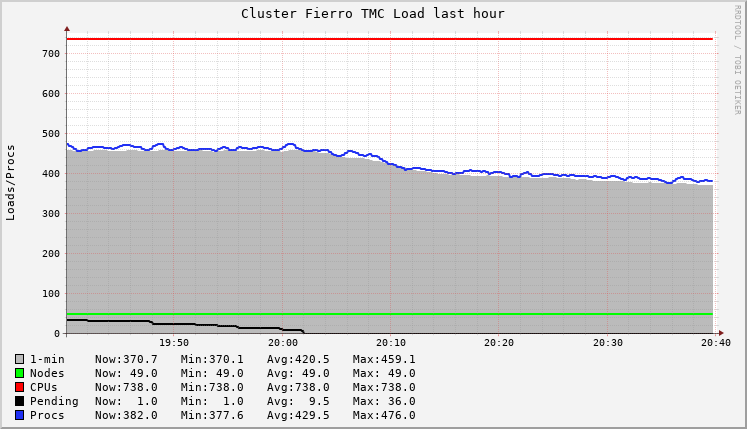 Cluster Fierro TMC Load last hour
RRDTOOL / TOBI OETIKER
Loads/Procs
700
600
500
400
300
200
100
0
19:50 20:00 20:10 20:20 20:30 20:40
1-min Now:370.7 Min:370.1 Avg:420.5 Max:459.1
Nodes Now: 49.0 Min: 49.0 Avg: 49.0 Max: 49.0
CPUs Now:738.0 Min:738.0 Avg:738.0 Max:738.0
Pending Now: 1.0 Min: 1.0 Avg: 9.5 Max: 36.0
Procs Now:382.0 Min:377.6 Avg:429.5 Max:476.0